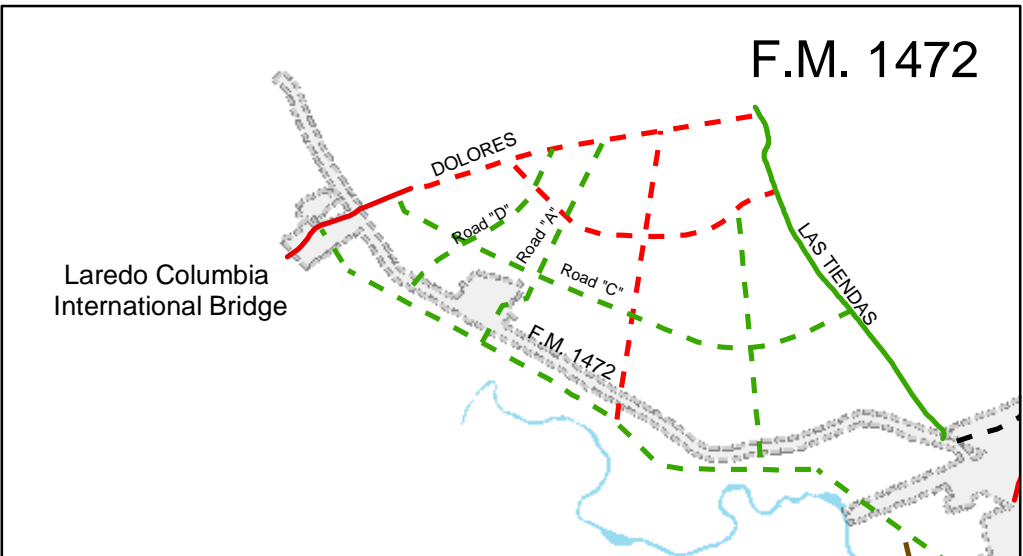 F.M. 1472
DOLORES
Road "D"
Road "A"
LAS TIENDAS
Laredo Columbia
International Bridge
Road "C"
F.M. 1472